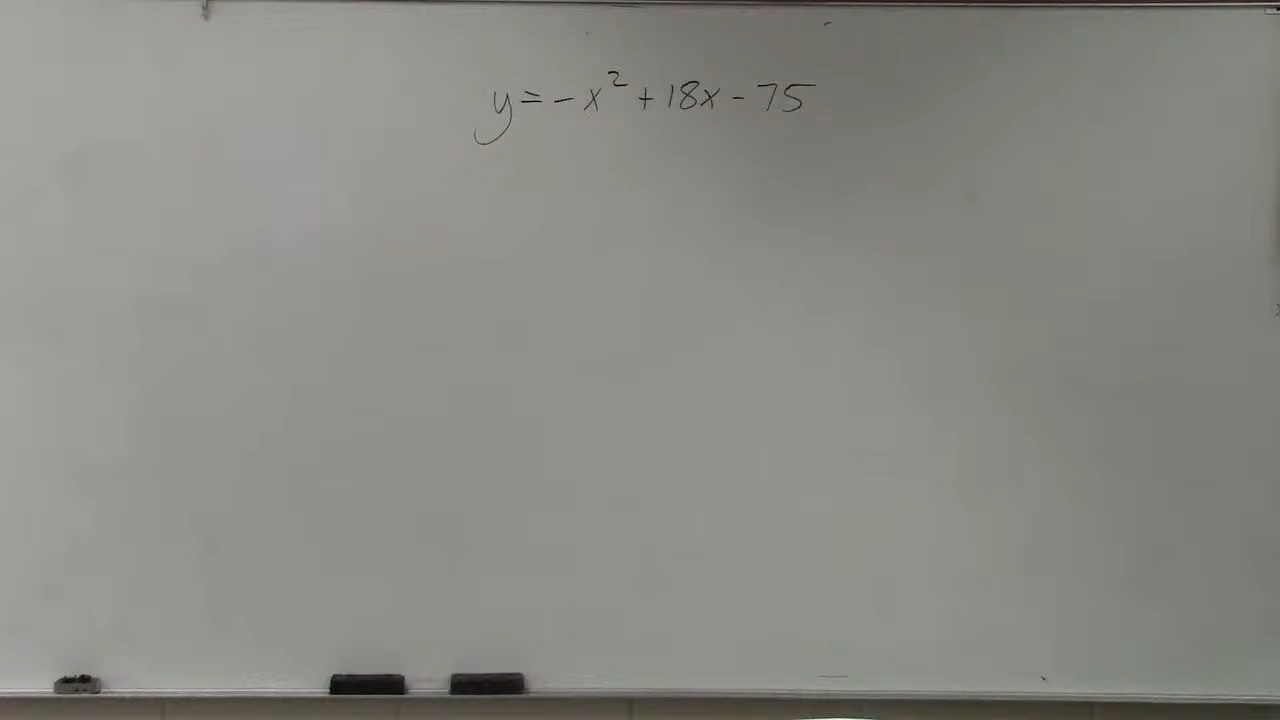 y = -x² + 18x - 75